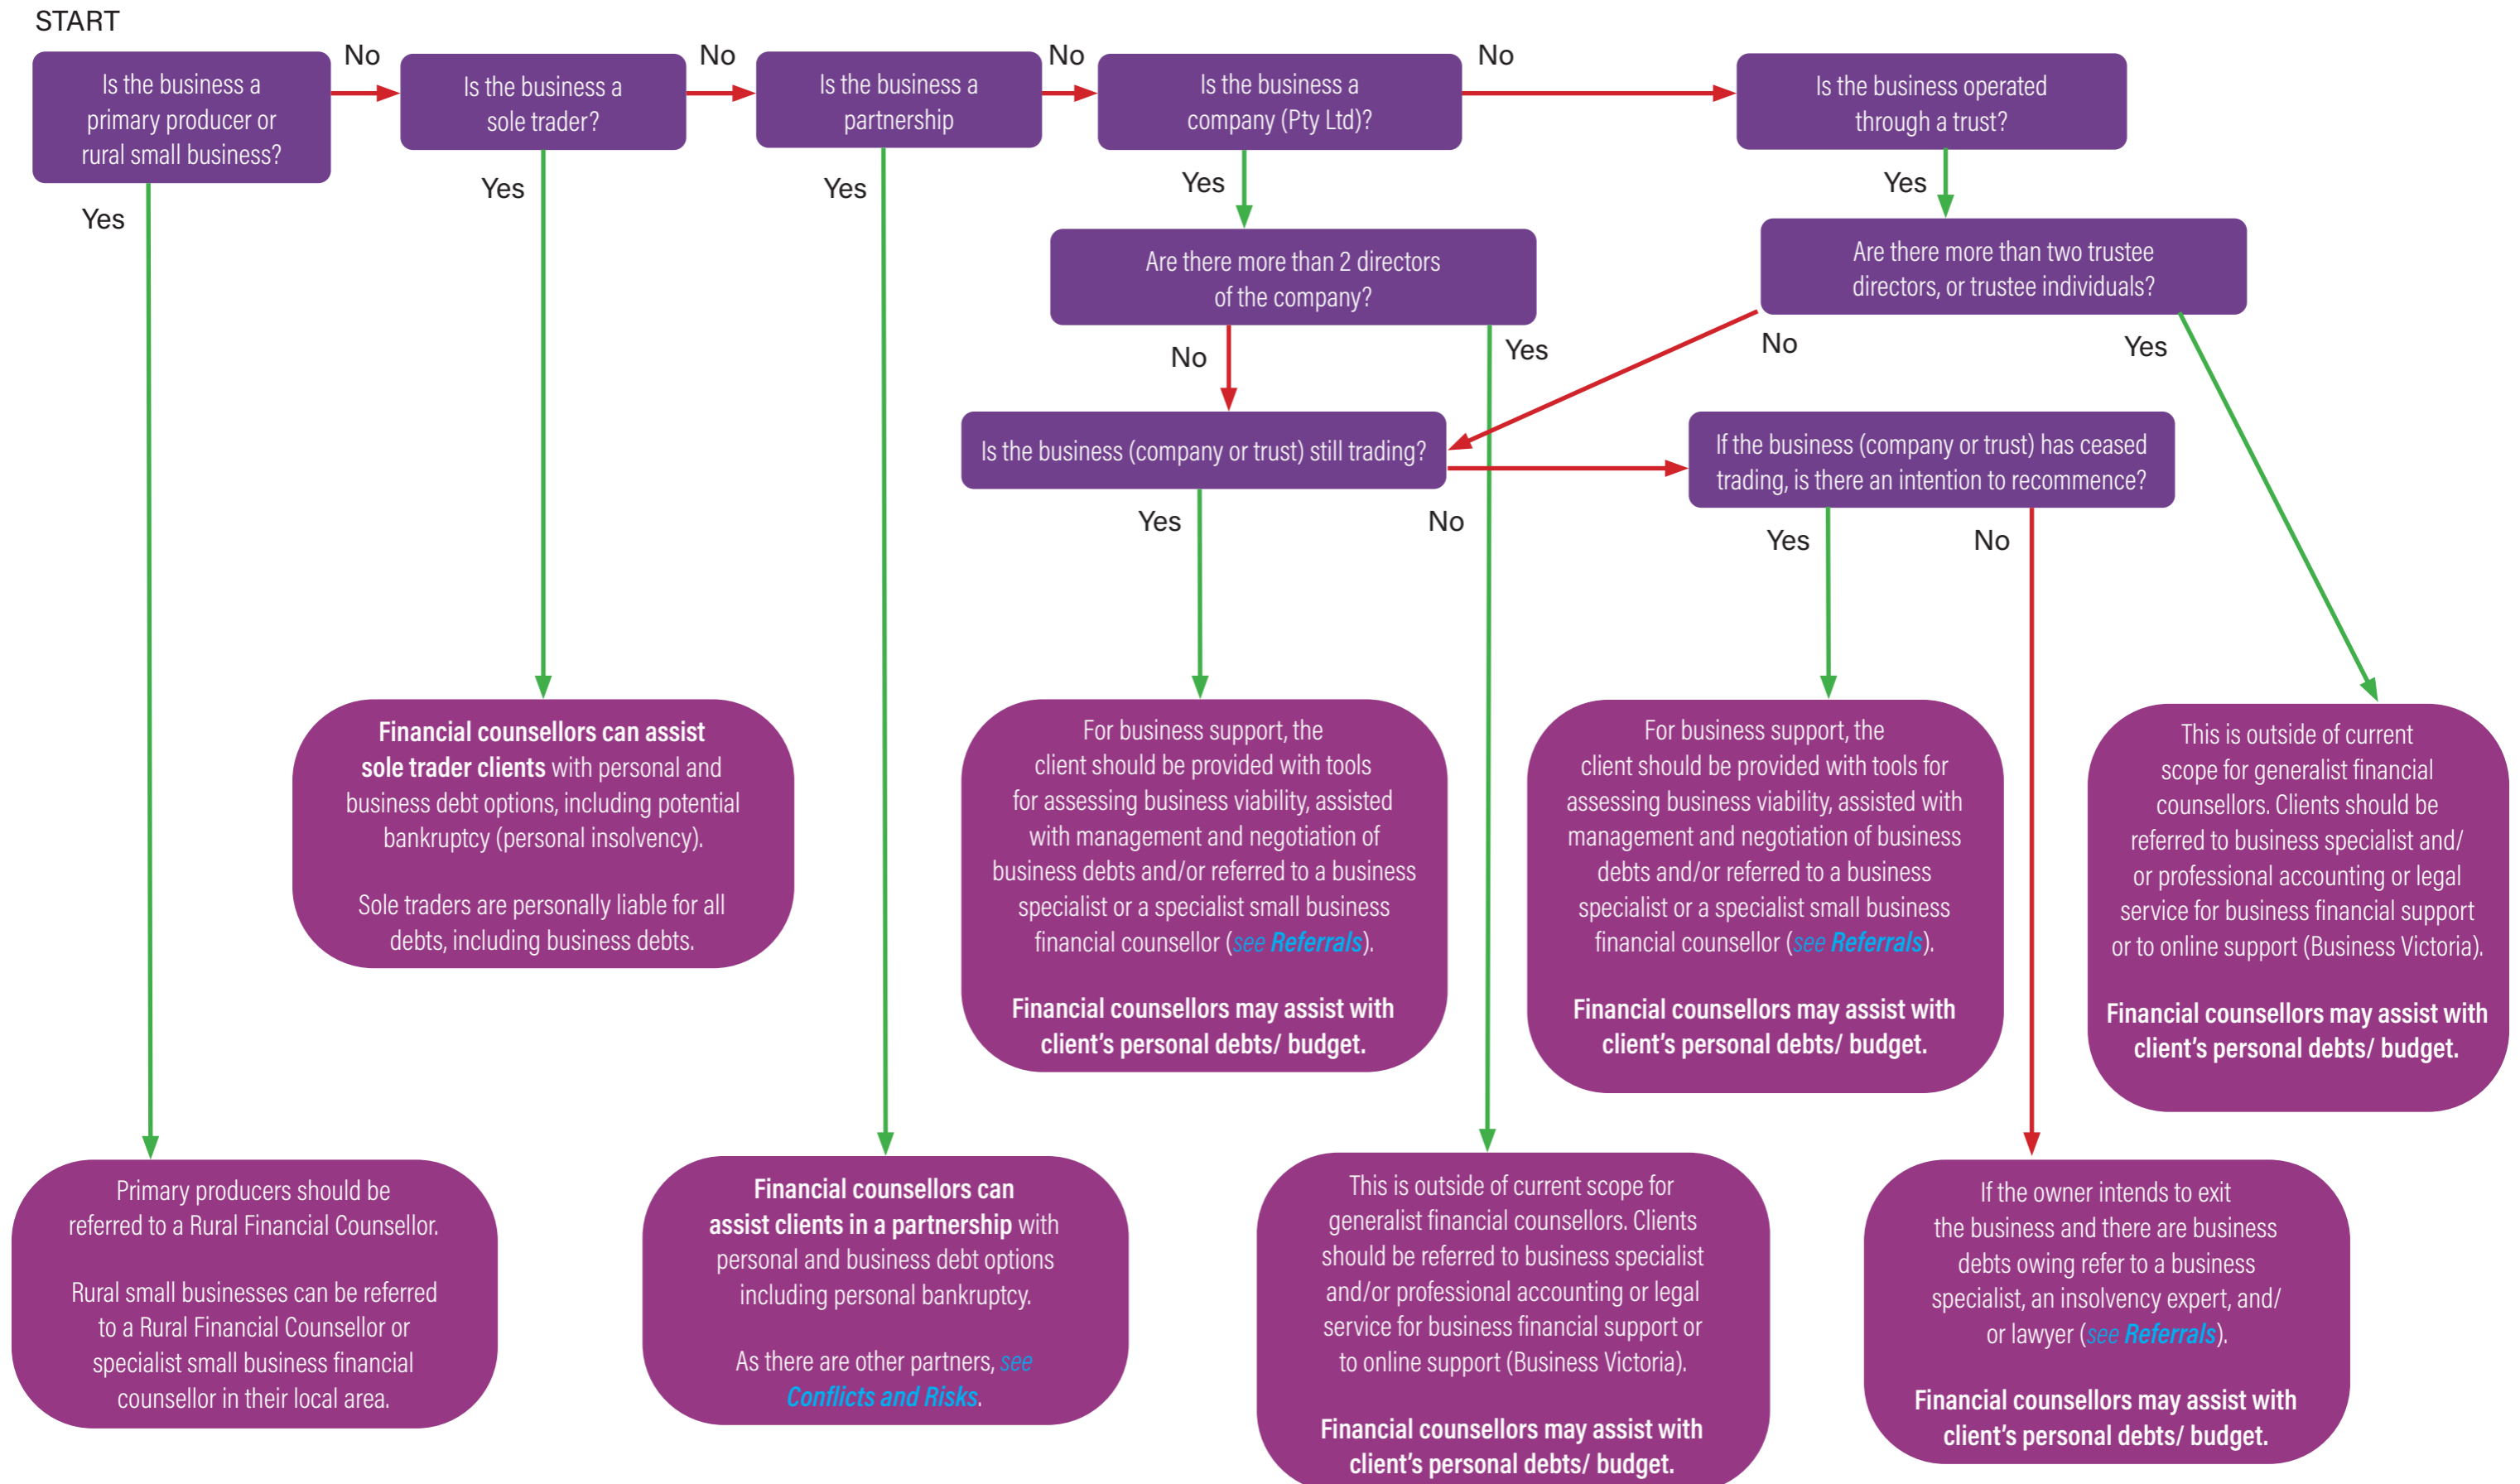 START
Is the business a
primary producer or
rural small business?
No
Yes
Is the business a
sole trader?
No
Yes
Is the business a
partnership
No
Yes
Is the business a
company (Pty Ltd)?
No
Yes
Is the business operated
through a trust?
Yes
Are there more than 2 directors
of the company?
No
Yes
Are there more than two trustee
directors, or trustee individuals?
No
Yes
Is the business (company or trust) still trading?
Yes
No
If the business (company or trust) has ceased
trading, is there an intention to recommence?
Yes
No
Financial counsellors can assist
sole trader clients with personal and
business debt options, including potential
bankruptcy (personal insolvency).
Sole traders are personally liable for all
debts, including business debts.
For business support, the
client should be provided with tools
for assessing business viability, assisted
with management and negotiation of
business debts and/or referred to a business
specialist or a specialist small business
financial counsellor (see Referrals).
Financial counsellors may assist with
client's personal debts/ budget.
For business support, the
client should be provided with tools for
assessing business viability, assisted with
management and negotiation of business
debts and/or referred to a business
specialist or a specialist small business
financial counsellor (see Referrals).
Financial counsellors may assist with
client's personal debts/ budget.
This is outside of current
scope for generalist financial
counsellors. Clients should be
referred to business specialist and/
or professional accounting or legal
service for business financial support
or to online support (Business Victoria).
Financial counsellors may assist with
client's personal debts/ budget.
Primary producers should be
referred to a Rural Financial Counsellor.
Rural small businesses can be referred
to a Rural Financial Counsellor or
specialist small business financial
counsellor in their local area.
Financial counsellors can
assist clients in a partnership with
personal and business debt options
including personal bankruptcy.
As there are other partners, see
Conflicts and Risks.
This is outside of current scope for
generalist financial counsellors. Clients
should be referred to business specialist
and/or professional accounting or legal
service for business financial support or
to online support (Business Victoria).
Financial counsellors may assist with
client's personal debts/ budget.
If the owner intends to exit
the business and there are business
debts owing refer to a business
specialist, an insolvency expert, and/
or lawyer (see Referrals).
Financial counsellors may assist with
client's personal debts/ budget.